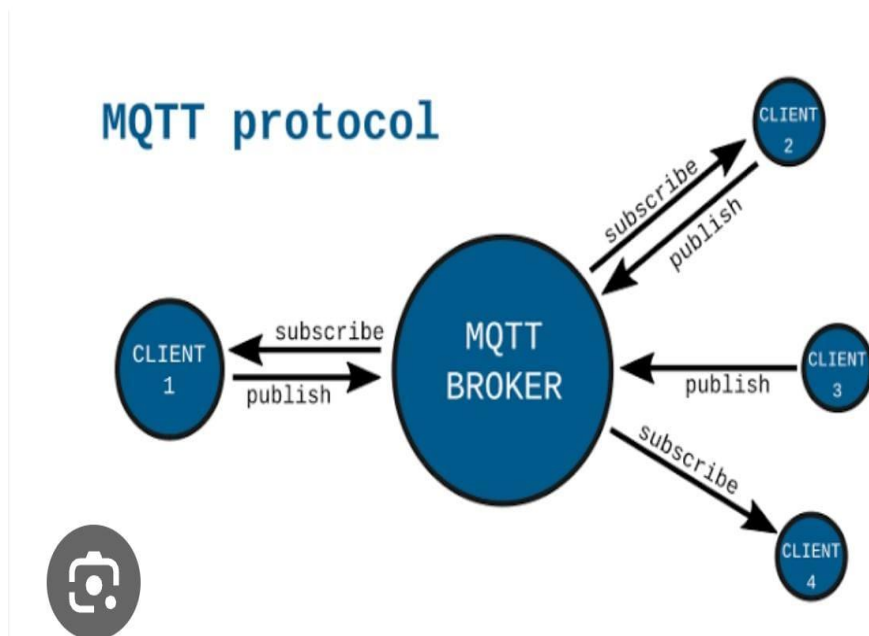 MQTT protocol
CLIENT
2
subscribe
publish
subscribe
CLIENT
1
publish
MQTT
BROKER
publish
CLIENT
3
subscribe
CLIENT
4